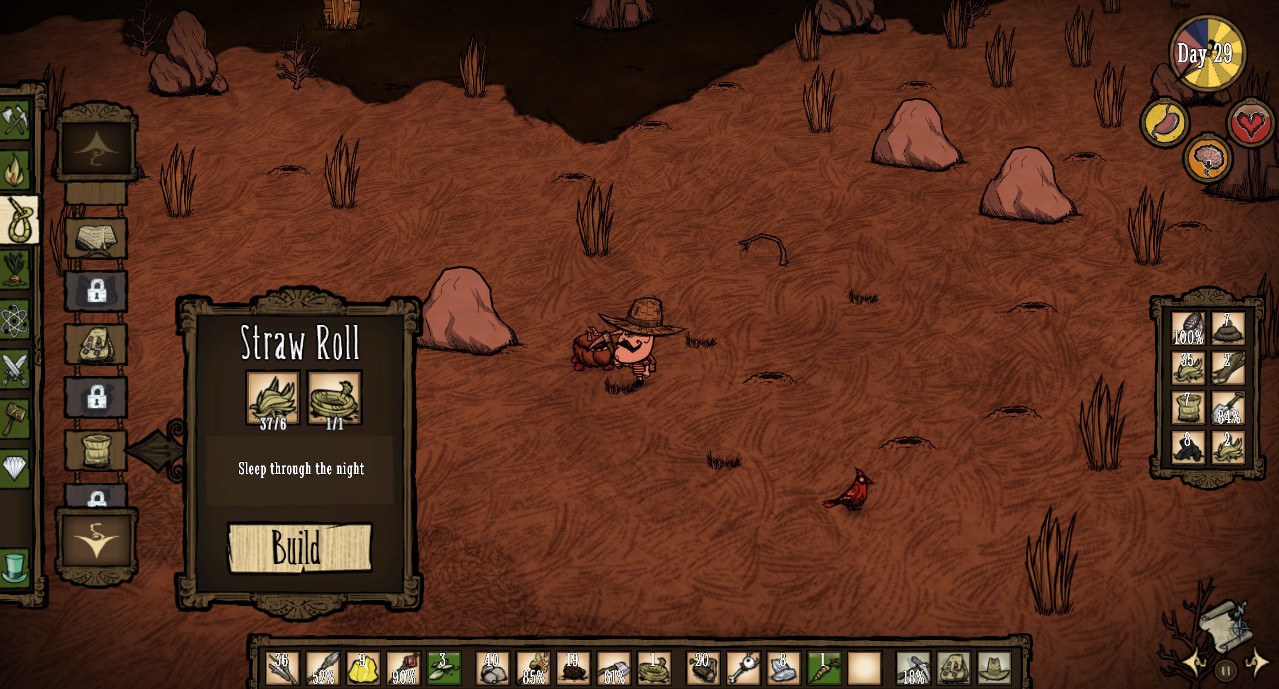 Day 29
Straw Roll
37/6 1/1
Sleep through the night
Build
100% 7
35 2
7 84%
8 2
36 52% 9 90% 3 40 85% 19 61% 1 20 8 1 18%